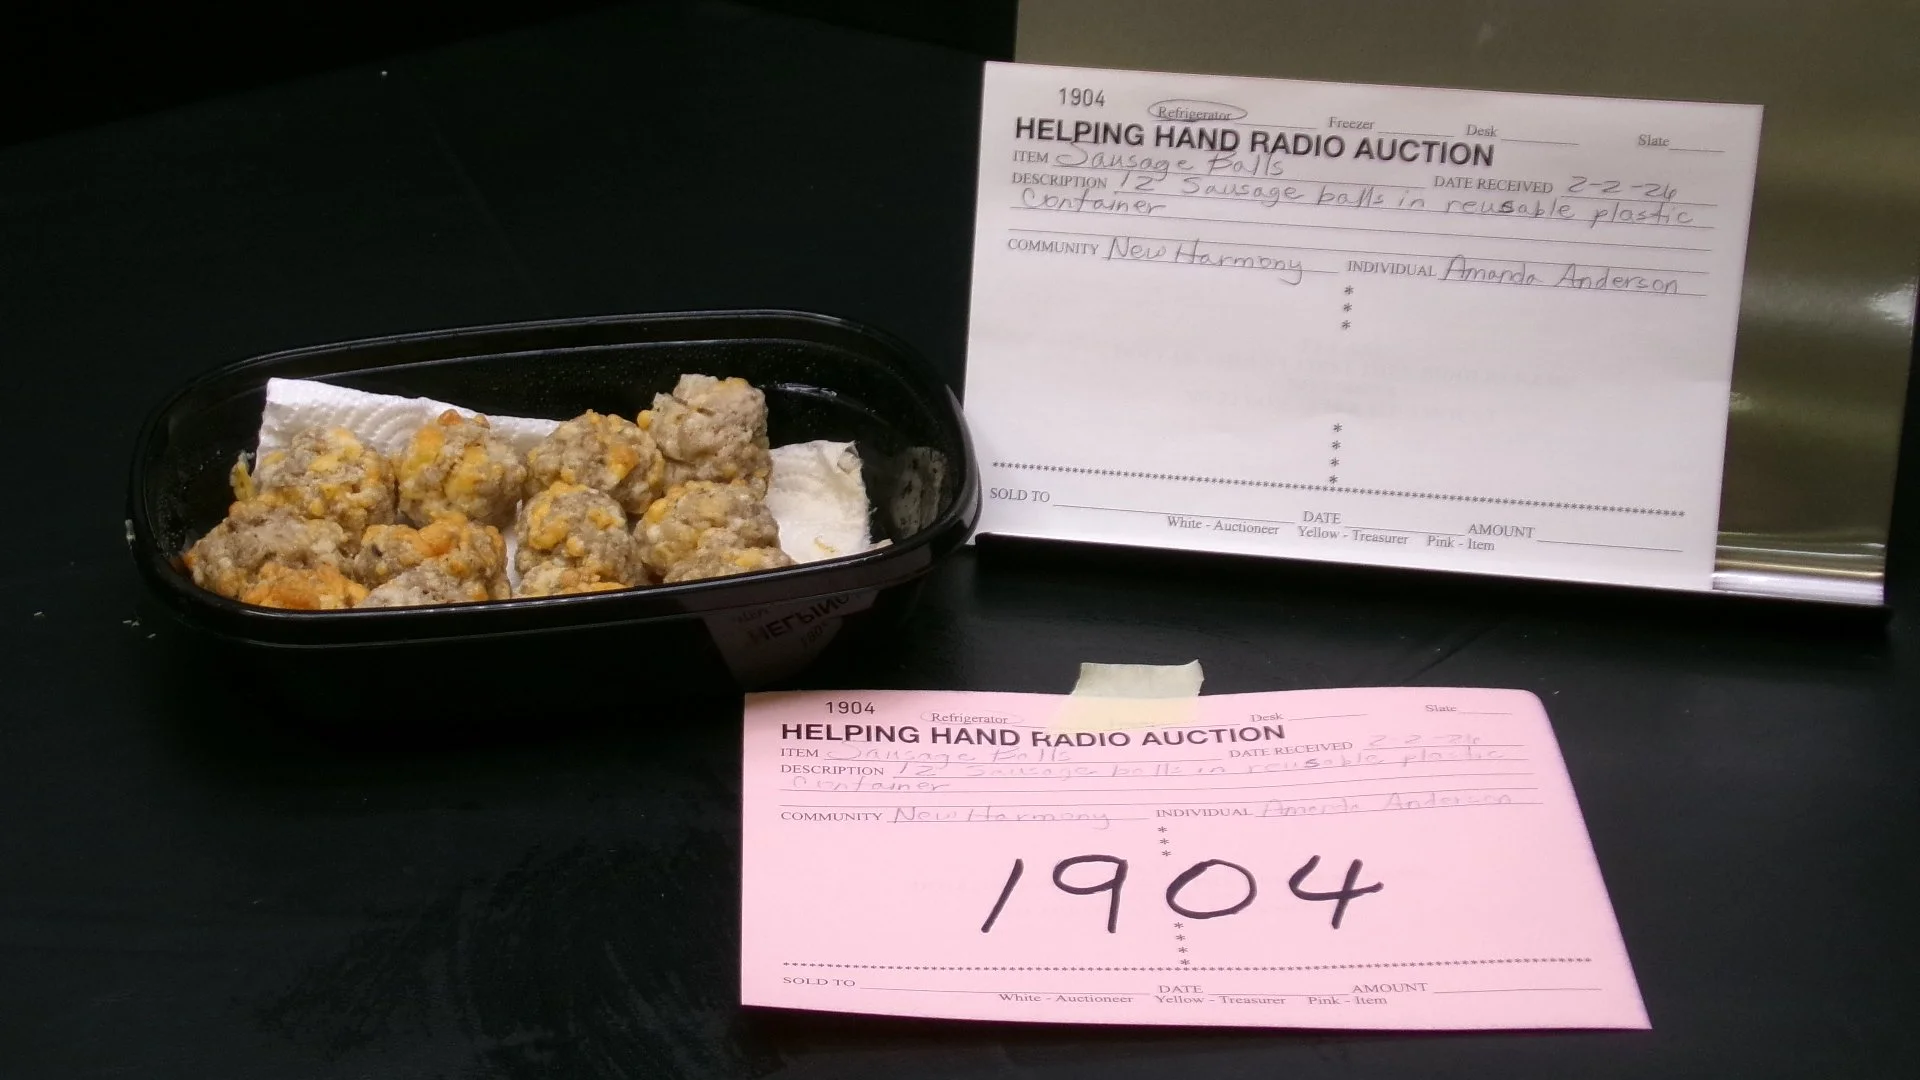 1904
Refrigerator Freezer Desk Slate
HELPING HAND RADIO AUCTION
ITEM Sausage Balls
DESCRIPTION 12 Sausage balls in reusable plastic DATE RECEIVED 2-2-26
Container
COMMUNITY New Harmony INDIVIDUAL Amanda Anderson
*
*
*
*
*
*
*
SOLD TO DATE AMOUNT
White - Auctioneer Yellow - Treasurer Pink - Item
HELPING
1904
Refrigerator Desk Slate
HELPING HAND RADIO AUCTION
ITEM Sausage Balls DATE RECEIVED 2-2-26
DESCRIPTION 12 Sausage balls in reusable plastic
Container
COMMUNITY New Harmony INDIVIDUAL Amanda Anderson
*
*
*
1904
*
*
*
*
SOLD TO DATE AMOUNT
White - Auctioneer Yellow - Treasurer Pink - Item